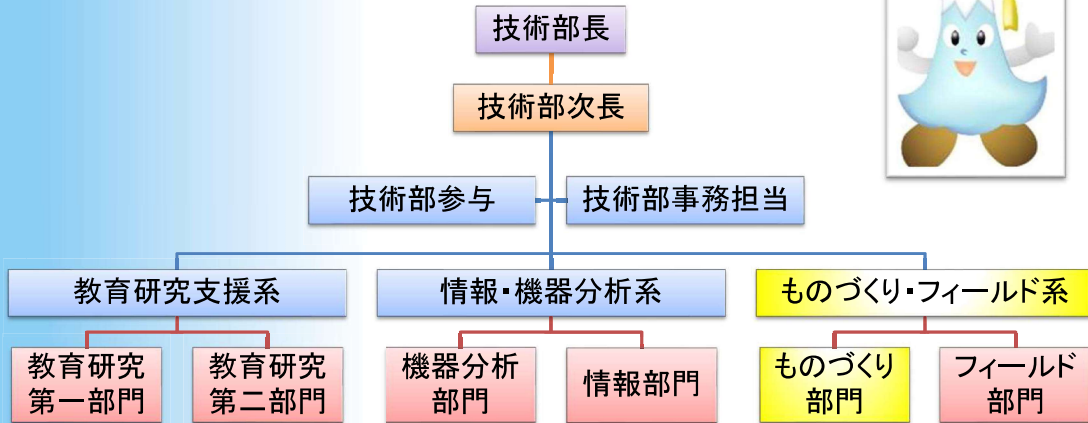 技術部長
技術部次長
技術部参与
技術部事務担当
教育研究支援系
情報・機器分析系
ものづくり・フィールド系
教育研究
第一部門
教育研究
第二部門
機器分析
部門
情報部門
ものづくり
部門
フィールド
部門